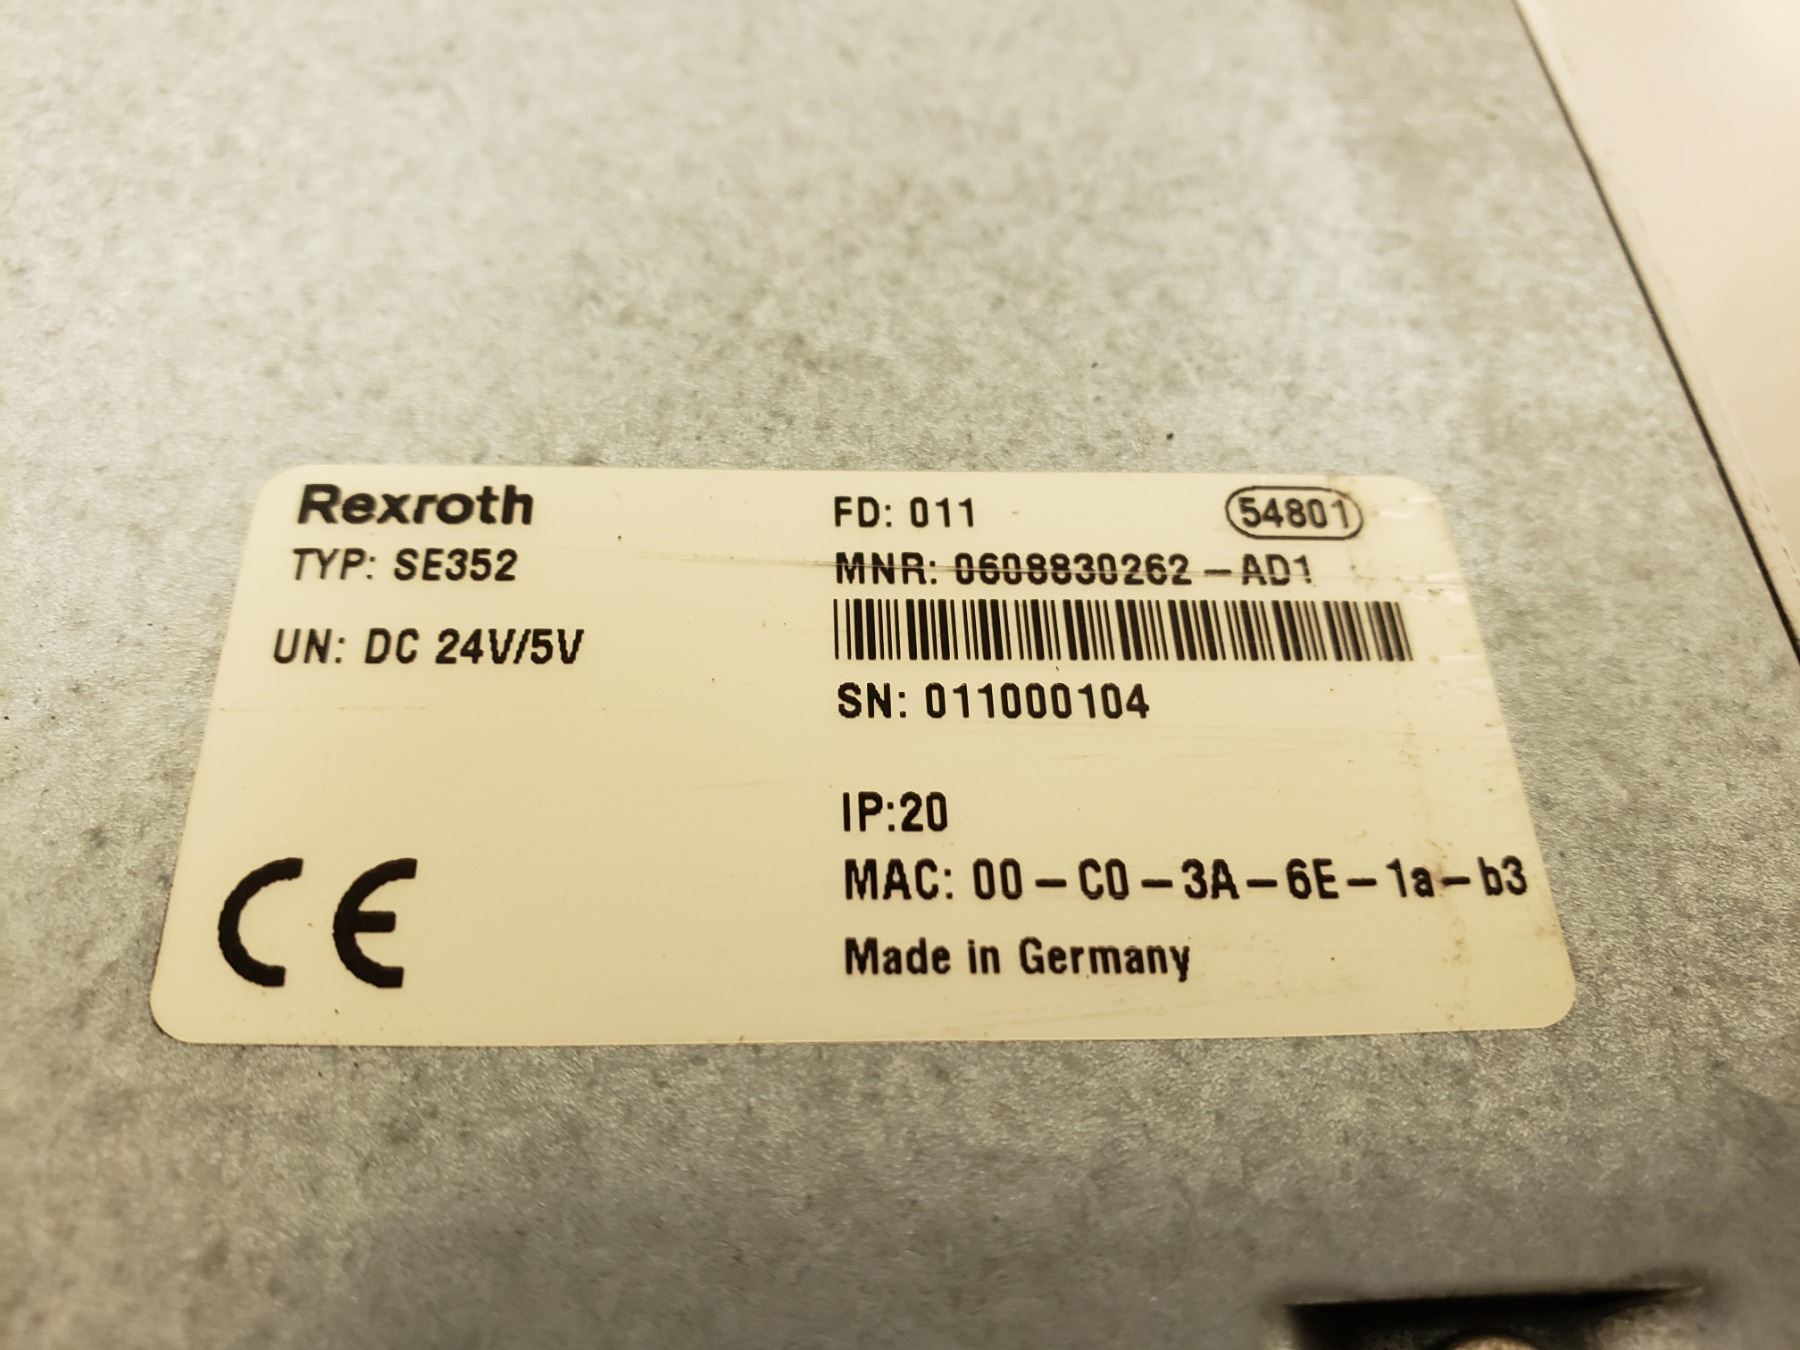 Rexroth
TYP: SE352
UN: DC 24V/5V
CE
FD: 011
54801
MNR: 0608830262-AD1
SN: 011000104
IP:20
MAC: 00-C0-3A-6E-1a-b3
Made in Germany